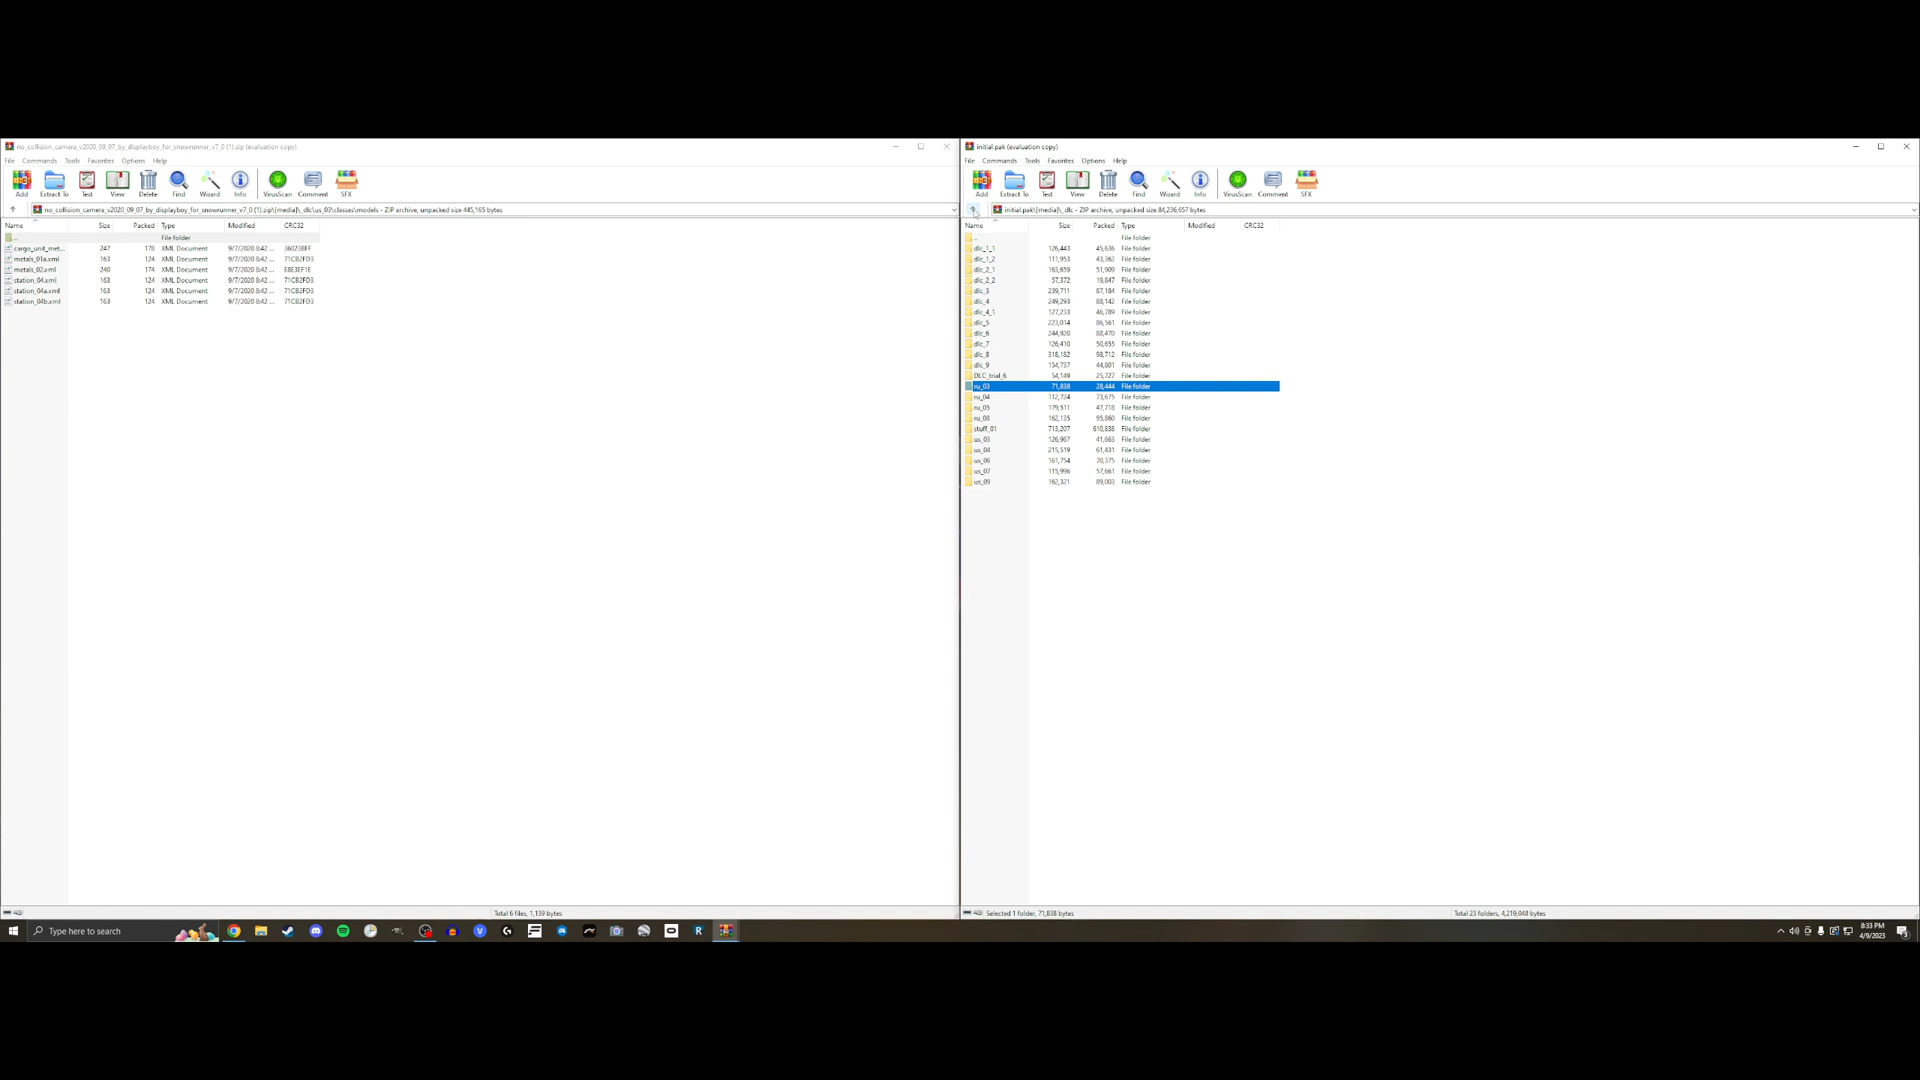 no_collision_camera_v2020_09_07_by_displayboy_for_snowrunner_v7_0 (1).zip (evaluation copy)
File Commands Tools Favorites Options Help
Add Extract To Test View Delete Find Wizard Info VirusScan Comment SFX
no_collision_camera_v2020_09_07_by_displayboy_for_snowrunner_v7_0 (1).zip\[media]\_dlc\us_03\classes\models - ZIP archive, unpacked size 445,165 bytes
Name Size Packed Type Modified CRC32
.. File folder
cargo_unit_met... 247 178 XML Document 9/7/2020 8:42 ... 360238FF
metals_01a.xml 163 124 XML Document 9/7/2020 8:42 ... 71CB2FD3
metals_02.xml 240 174 XML Document 9/7/2020 8:42 ... E8E3EF1E
station_04.xml 163 124 XML Document 9/7/2020 8:42 ... 71CB2FD3
station_04a.xml 163 124 XML Document 9/7/2020 8:42 ... 71CB2FD3
station_04b.xml 163 124 XML Document 9/7/2020 8:42 ... 71CB2FD3
Total 6 files, 1,139 bytes
initial.pak (evaluation copy)
File Commands Tools Favorites Options Help
Add Extract To Test View Delete Find Wizard Info VirusScan Comment SFX
initial.pak\[media]\_dlc - ZIP archive, unpacked size 84,236,657 bytes
Name Size Packed Type Modified CRC32
.. File folder
dlc_1_1 126,443 45,636 File folder
dlc_1_2 111,953 43,362 File folder
dlc_2_1 163,659 51,909 File folder
dlc_2_2 57,372 19,847 File folder
dlc_3 239,711 87,184 File folder
dlc_4 249,293 88,142 File folder
dlc_4_1 127,233 46,789 File folder
dlc_5 223,014 86,561 File folder
dlc_6 244,920 88,470 File folder
dlc_7 126,410 50,655 File folder
dlc_8 318,182 98,712 File folder
dlc_9 154,737 44,801 File folder
DLC_trial_6 54,149 25,727 File folder
ru_03 71,838 28,444 File folder
ru_04 112,724 73,675 File folder
ru_05 179,511 47,718 File folder
ru_08 162,135 95,860 File folder
stuff_01 713,207 610,838 File folder
us_03 126,967 41,663 File folder
us_04 215,519 61,431 File folder
us_06 161,754 70,375 File folder
us_07 115,996 57,661 File folder
us_09 162,321 89,003 File folder
Selected 1 folder, 71,838 bytes
Total 23 folders, 4,219,048 bytes
Type here to search
8:33 PM
4/9/2023